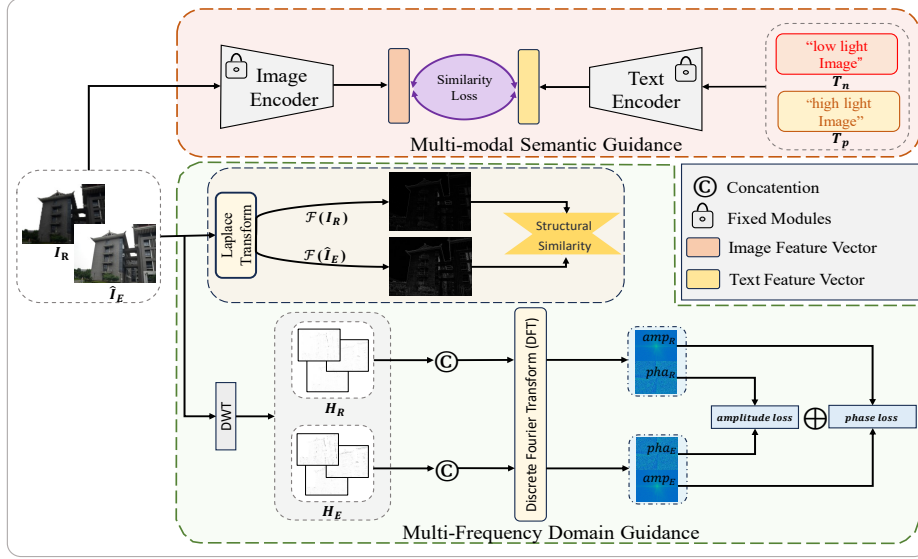 Image
Encoder
Similarity
Loss
Text
Encoder
“low light
Image”
T_n
“high light
Image”
T_p
Multi-modal Semantic Guidance
I_R
Î_E
Laplace
Transform
ℱ(I_R)
ℱ(Î_E)
Structural
Similarity
C Concatention
Fixed Modules
Image Feature Vector
Text Feature Vector
DWT
H_R
H_E
C
C
Discrete Fourier Transform (DFT)
amp_R
pha_R
pha_E
amp_E
amplitude loss
phase loss
Multi-Frequency Domain Guidance